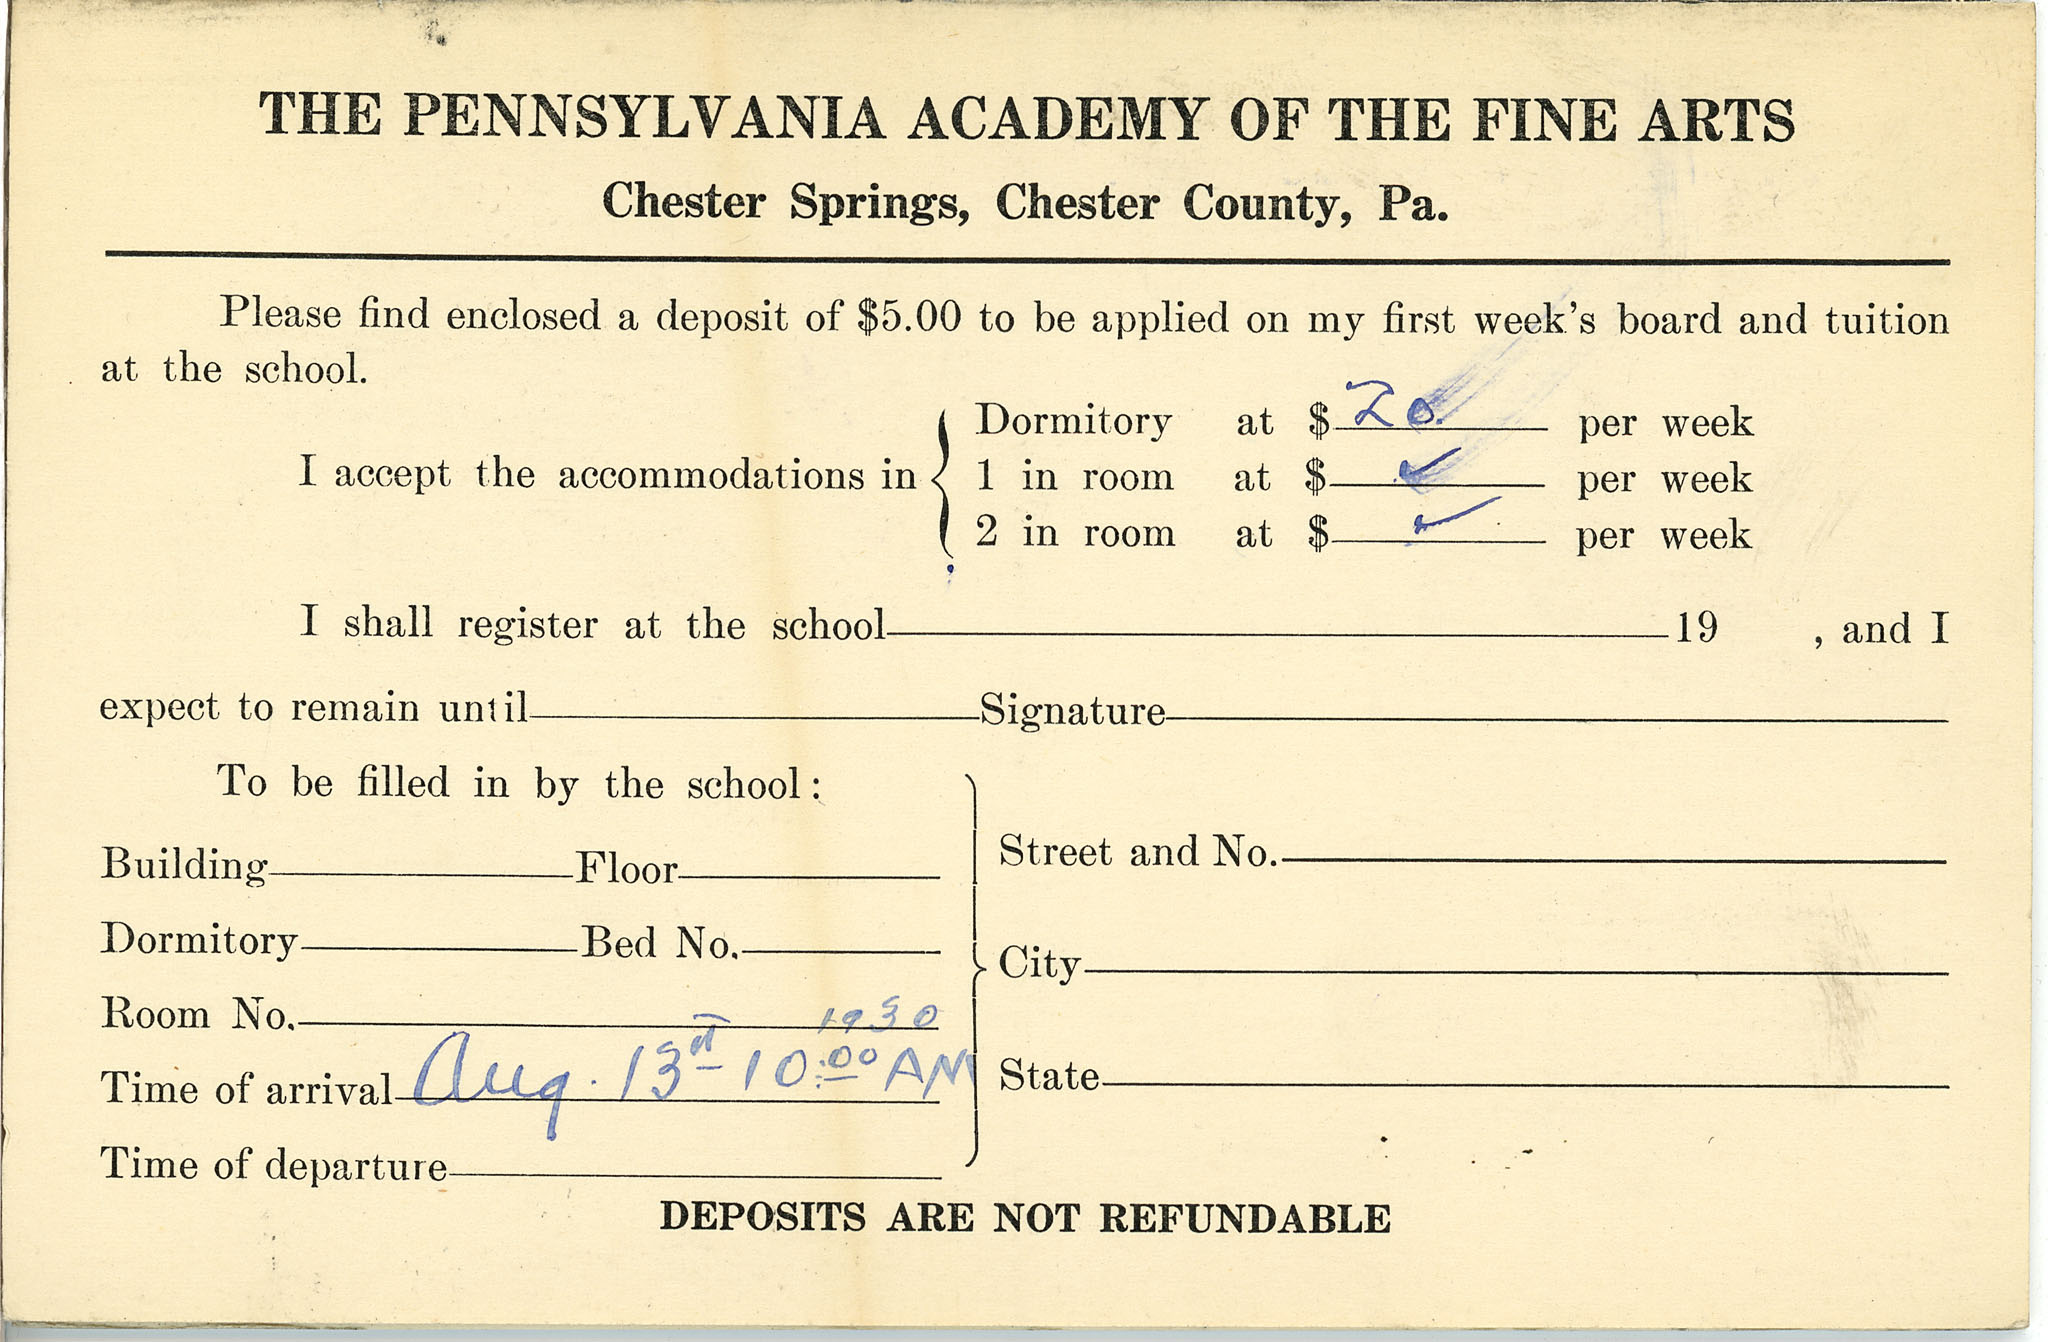 THE PENNSYLVANIA ACADEMY OF THE FINE ARTS
Chester Springs, Chester County, Pa.
Please find enclosed a deposit of $5.00 to be applied on my first week's board and tuition
at the school.
I accept the accommodations in
Dormitory at $ 20. per week
1 in room at $ ✓ per week
2 in room at $ ✓ per week
I shall register at the school 19 , and I
expect to remain until Signature
To be filled in by the school:
Building Floor
Dormitory Bed No.
Room No. 1930
Time of arrival Aug. 13 10:00 AM
Time of departure
Street and No.
City
State
DEPOSITS ARE NOT REFUNDABLE